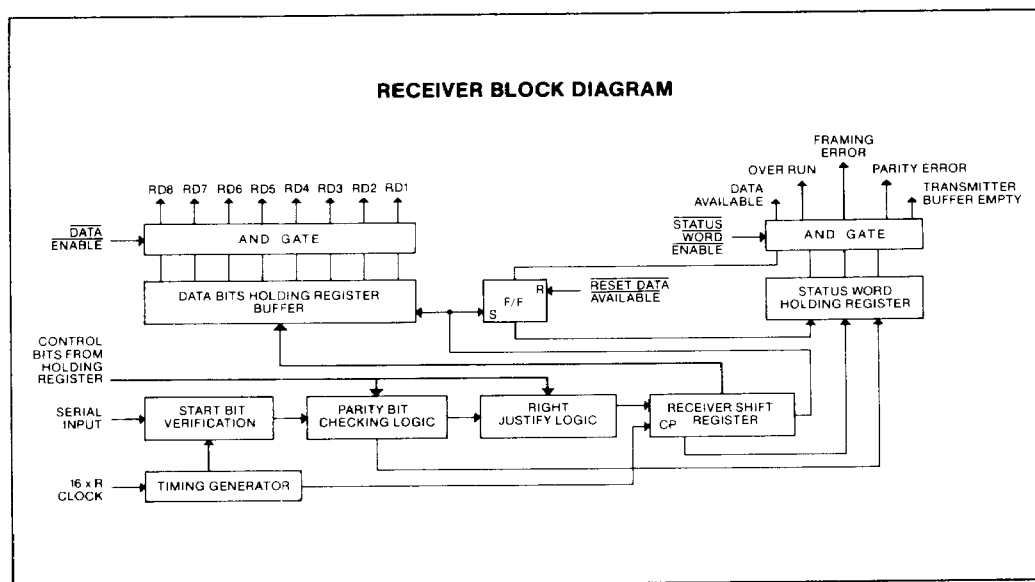 RECEIVER BLOCK DIAGRAM
RD8 RD7 RD6 RD5 RD4 RD3 RD2 RD1
DATA
ENABLE
AND GATE
DATA BITS HOLDING REGISTER
BUFFER
F/F
R
S
RESET DATA
AVAILABLE
DATA
AVAILABLE
OVER RUN
FRAMING
ERROR
PARITY ERROR
TRANSMITTER
BUFFER EMPTY
STATUS
WORD
ENABLE
AND GATE
STATUS WORD
HOLDING REGISTER
CONTROL
BITS FROM
HOLDING
REGISTER
SERIAL
INPUT
START BIT
VERIFICATION
PARITY BIT
CHECKING LOGIC
RIGHT
JUSTIFY LOGIC
RECEIVER SHIFT
REGISTER
CP
16 x R
CLOCK
TIMING GENERATOR